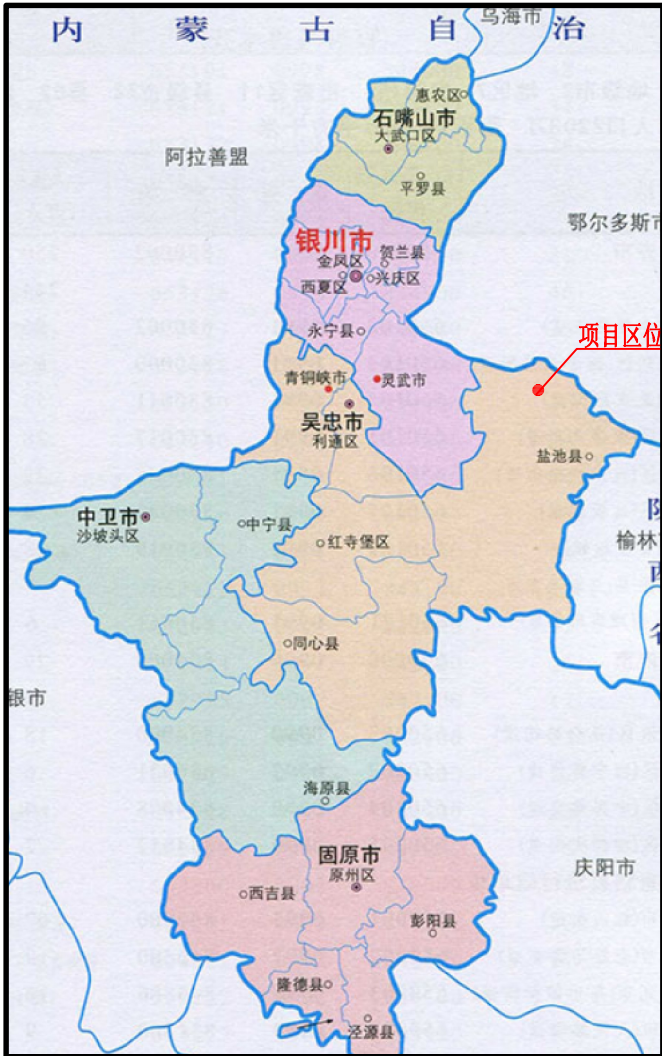 乌海市
内 蒙 古 自 治
惠农区
石嘴山市
大武口区
阿拉善盟
平罗县
鄂尔多斯市
银川市
贺兰县
金凤区
西夏区
兴庆区
永宁县
项目区位
青铜峡市
灵武市
吴忠市
利通区
盐池县
中卫市
沙坡头区
中宁县
红寺堡区
榆林
同心县
银市
海原县
固原市
原州区
庆阳市
西吉县
彭阳县
隆德县
泾源县